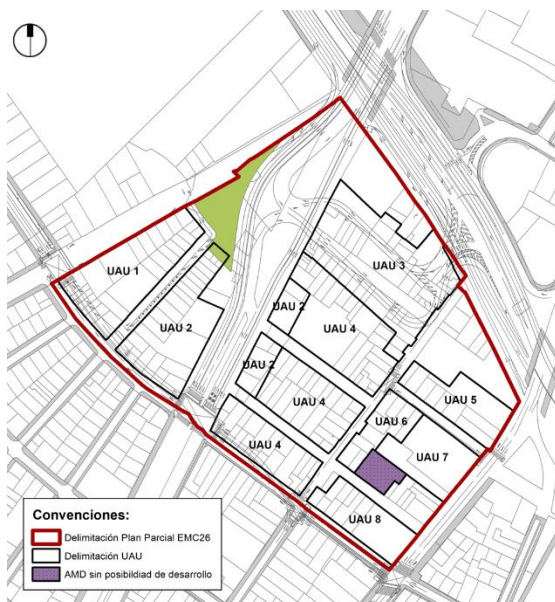 UAU 1
UAU 3
UAU 2
UAU 2
UAU 4
UAU 2
UAU 4
UAU 5
UAU 6
UAU 4
UAU 7
UAU 8
Convenciones:
Delimitación Plan Parcial EMC26
Delimitación UAU
AMD sin posibildiad de desarrollo